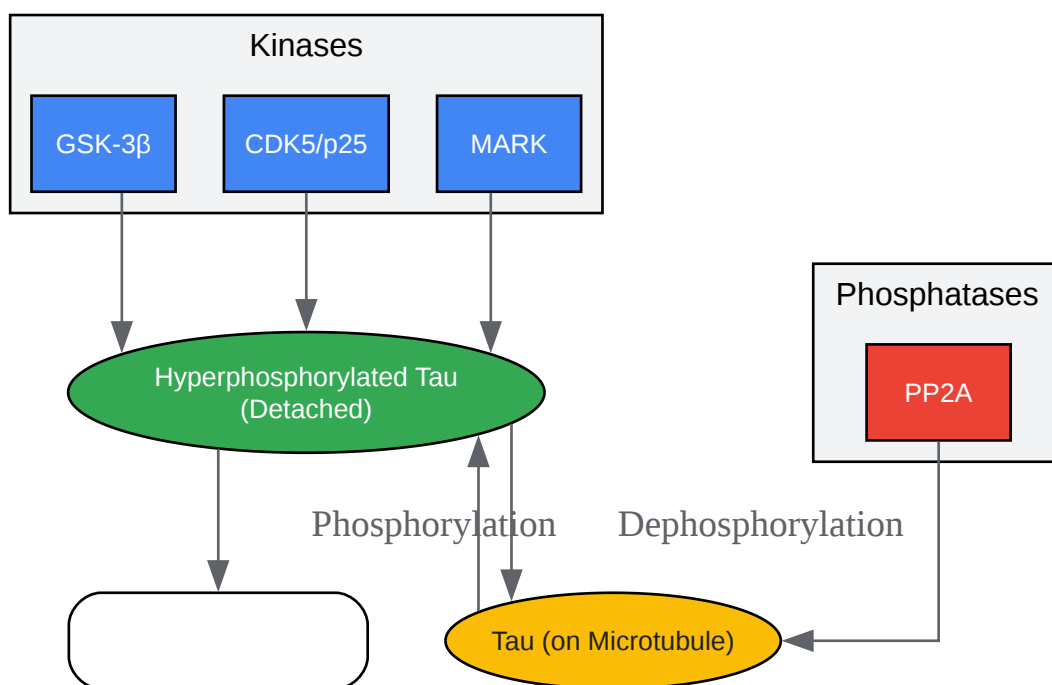 Kinases
GSK-3β
CDK5/p25
MARK
Phosphatases
PP2A
Hyperphosphorylated Tau
(Detached)
Phosphorylation
Dephosphorylation
Tau (on Microtubule)